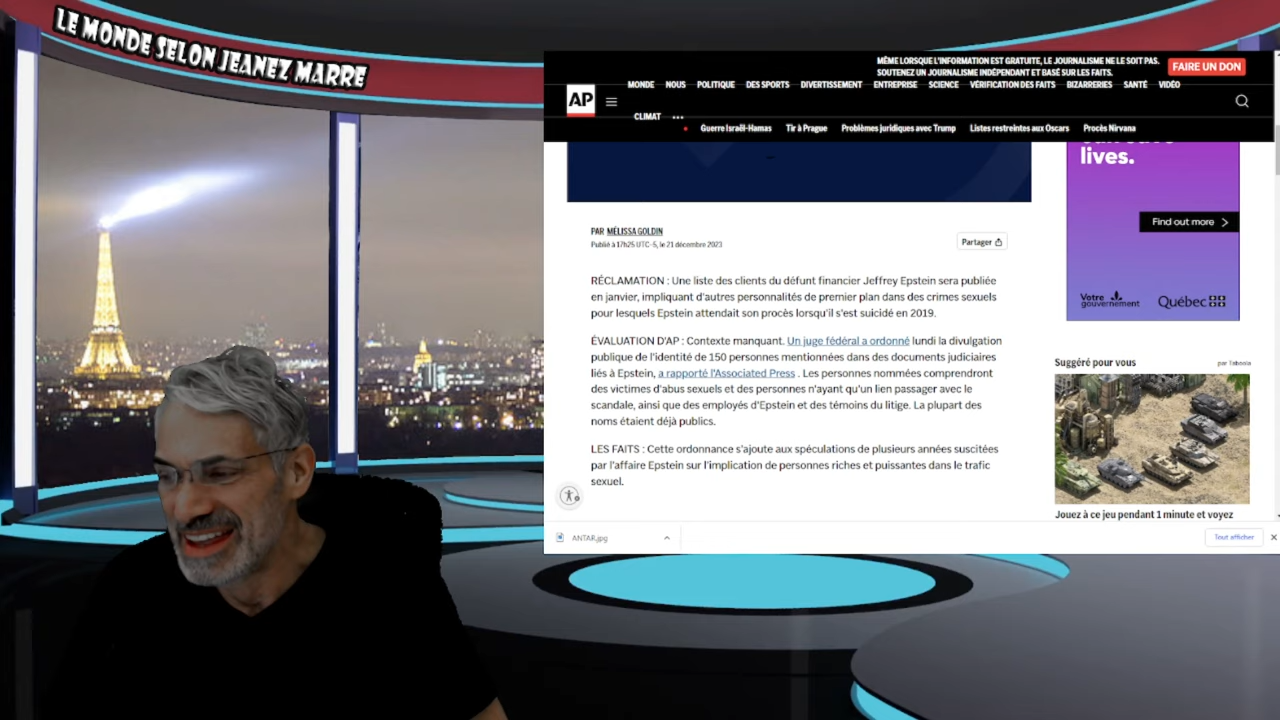 LE MONDE SELON JEANEZ MARRE
MÊME LORSQUE L'INFORMATION EST GRATUITE, LE JOURNALISME NE LE SOIT PAS.
SOUTENEZ UN JOURNALISME INDÉPENDANT ET BASÉ SUR LES FAITS.
FAIRE UN DON
AP
MONDE NOUS POLITIQUE DES SPORTS DIVERTISSEMENT ENTREPRISE SCIENCE VÉRIFICATION DES FAITS BIZARRERIES SANTÉ VIDÉO
CLIMAT ...
Guerre Israël-Hamas Tir à Prague Problèmes juridiques avec Trump Listes restreintes aux Oscars Procès Nirvana
lives.
Find out more
Votre
gouvernement
Québec
PAR MÉLISSA GOLDIN
Publié à 17h25 UTC−5, le 21 décembre 2023
Partager
RÉCLAMATION : Une liste des clients du défunt financier Jeffrey Epstein sera publiée
en janvier, impliquant d'autres personnalités de premier plan dans des crimes sexuels
pour lesquels Epstein attendait son procès lorsqu'il s'est suicidé en 2019.
ÉVALUATION D'AP : Contexte manquant. Un juge fédéral a ordonné lundi la divulgation
publique de l'identité de 150 personnes mentionnées dans des documents judiciaires
liés à Epstein, a rapporté l'Associated Press . Les personnes nommées comprendront
des victimes d'abus sexuels et des personnes n'ayant qu'un lien passager avec le
scandale, ainsi que des employés d'Epstein et des témoins du litige. La plupart des
noms étaient déjà publics.
LES FAITS : Cette ordonnance s'ajoute aux spéculations de plusieurs années suscitées
par l'affaire Epstein sur l'implication de personnes riches et puissantes dans le trafic
sexuel.
Suggéré pour vous
par Taboola
Jouez à ce jeu pendant 1 minute et voyez
ANTAR.jpg
Tout afficher